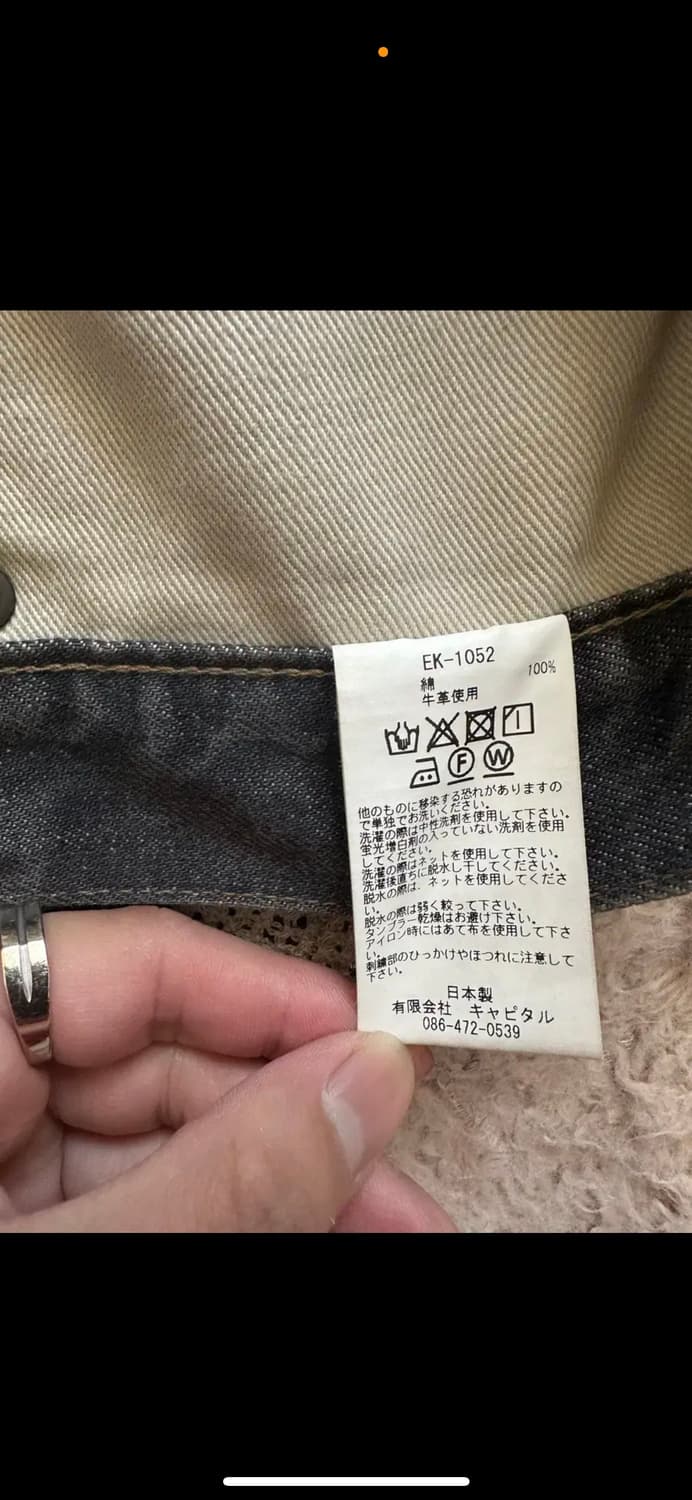 EK-1052
綿 100%
牛革使用
F W
他のものに移染する恐れがありますの
で単独でお洗いください。
洗濯の際は中性洗剤を使用して下さい。
蛍光増白剤の入っていない洗剤を使用
してください。
洗濯の際はネットを使用して下さい。
洗濯後直ちに脱水し干してください。
脱水の際は、ネットを使用してくださ
い。
脱水の際は弱く絞って下さい。
タンブラー乾燥はお避け下さい。
アイロン時にはあて布を使用して下さ
い。
刺繍部のひっかけやほつれに注意して
下さい。
日本製
有限会社 キャピタル
086-472-0539